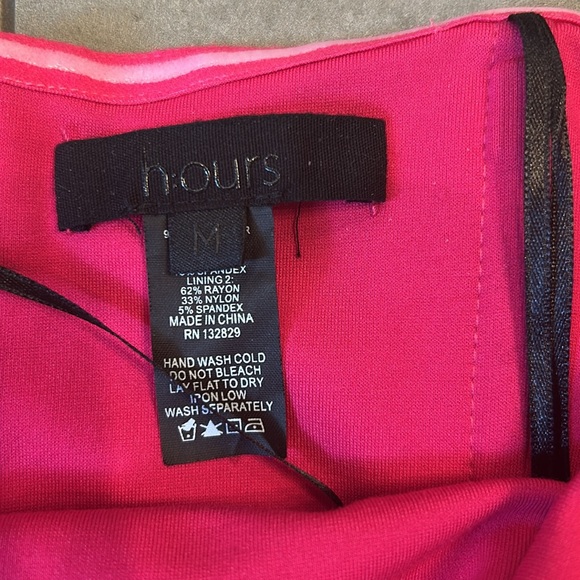 h:ours
M
SPANDEX
LINING 2:
62% RAYON
33% NYLON
5% SPANDEX
MADE IN CHINA
RN 132829
HAND WASH COLD
DO NOT BLEACH
LAY FLAT TO DRY
IRON LOW
WASH SEPARATELY